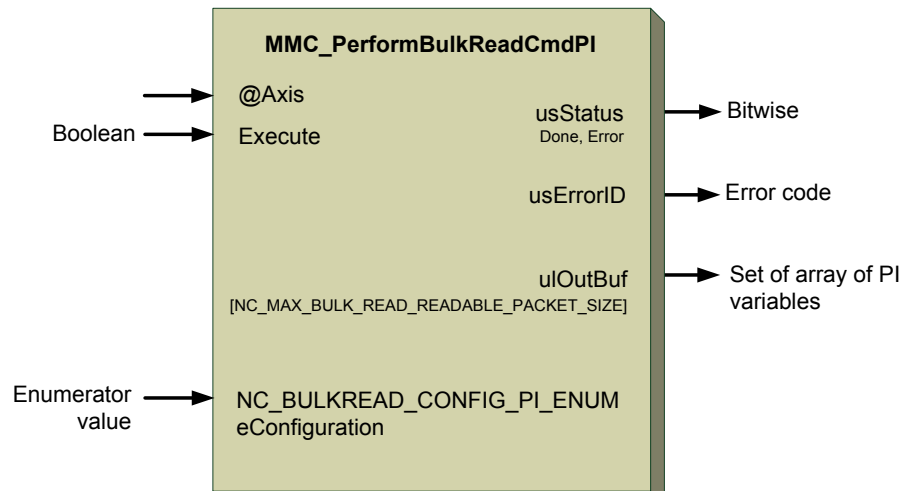 MMC_PerformBulkReadCmdPI
@Axis
Boolean
Execute
usStatus
Done, Error
Bitwise
usErrorID
Error code
ulOutBuf
[NC_MAX_BULK_READ_READABLE_PACKET_SIZE]
Set of array of PI
variables
Enumerator
value
NC_BULKREAD_CONFIG_PI_ENUM
eConfiguration